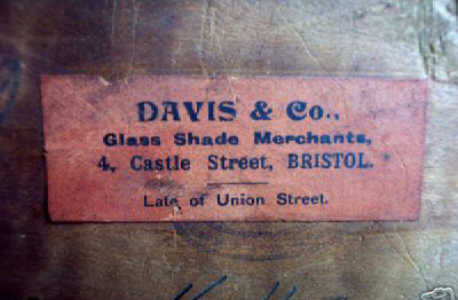 DAVIS & Co.,
Glass Shade Merchants,
4, Castle Street, BRISTOL.
Late of Union Street.